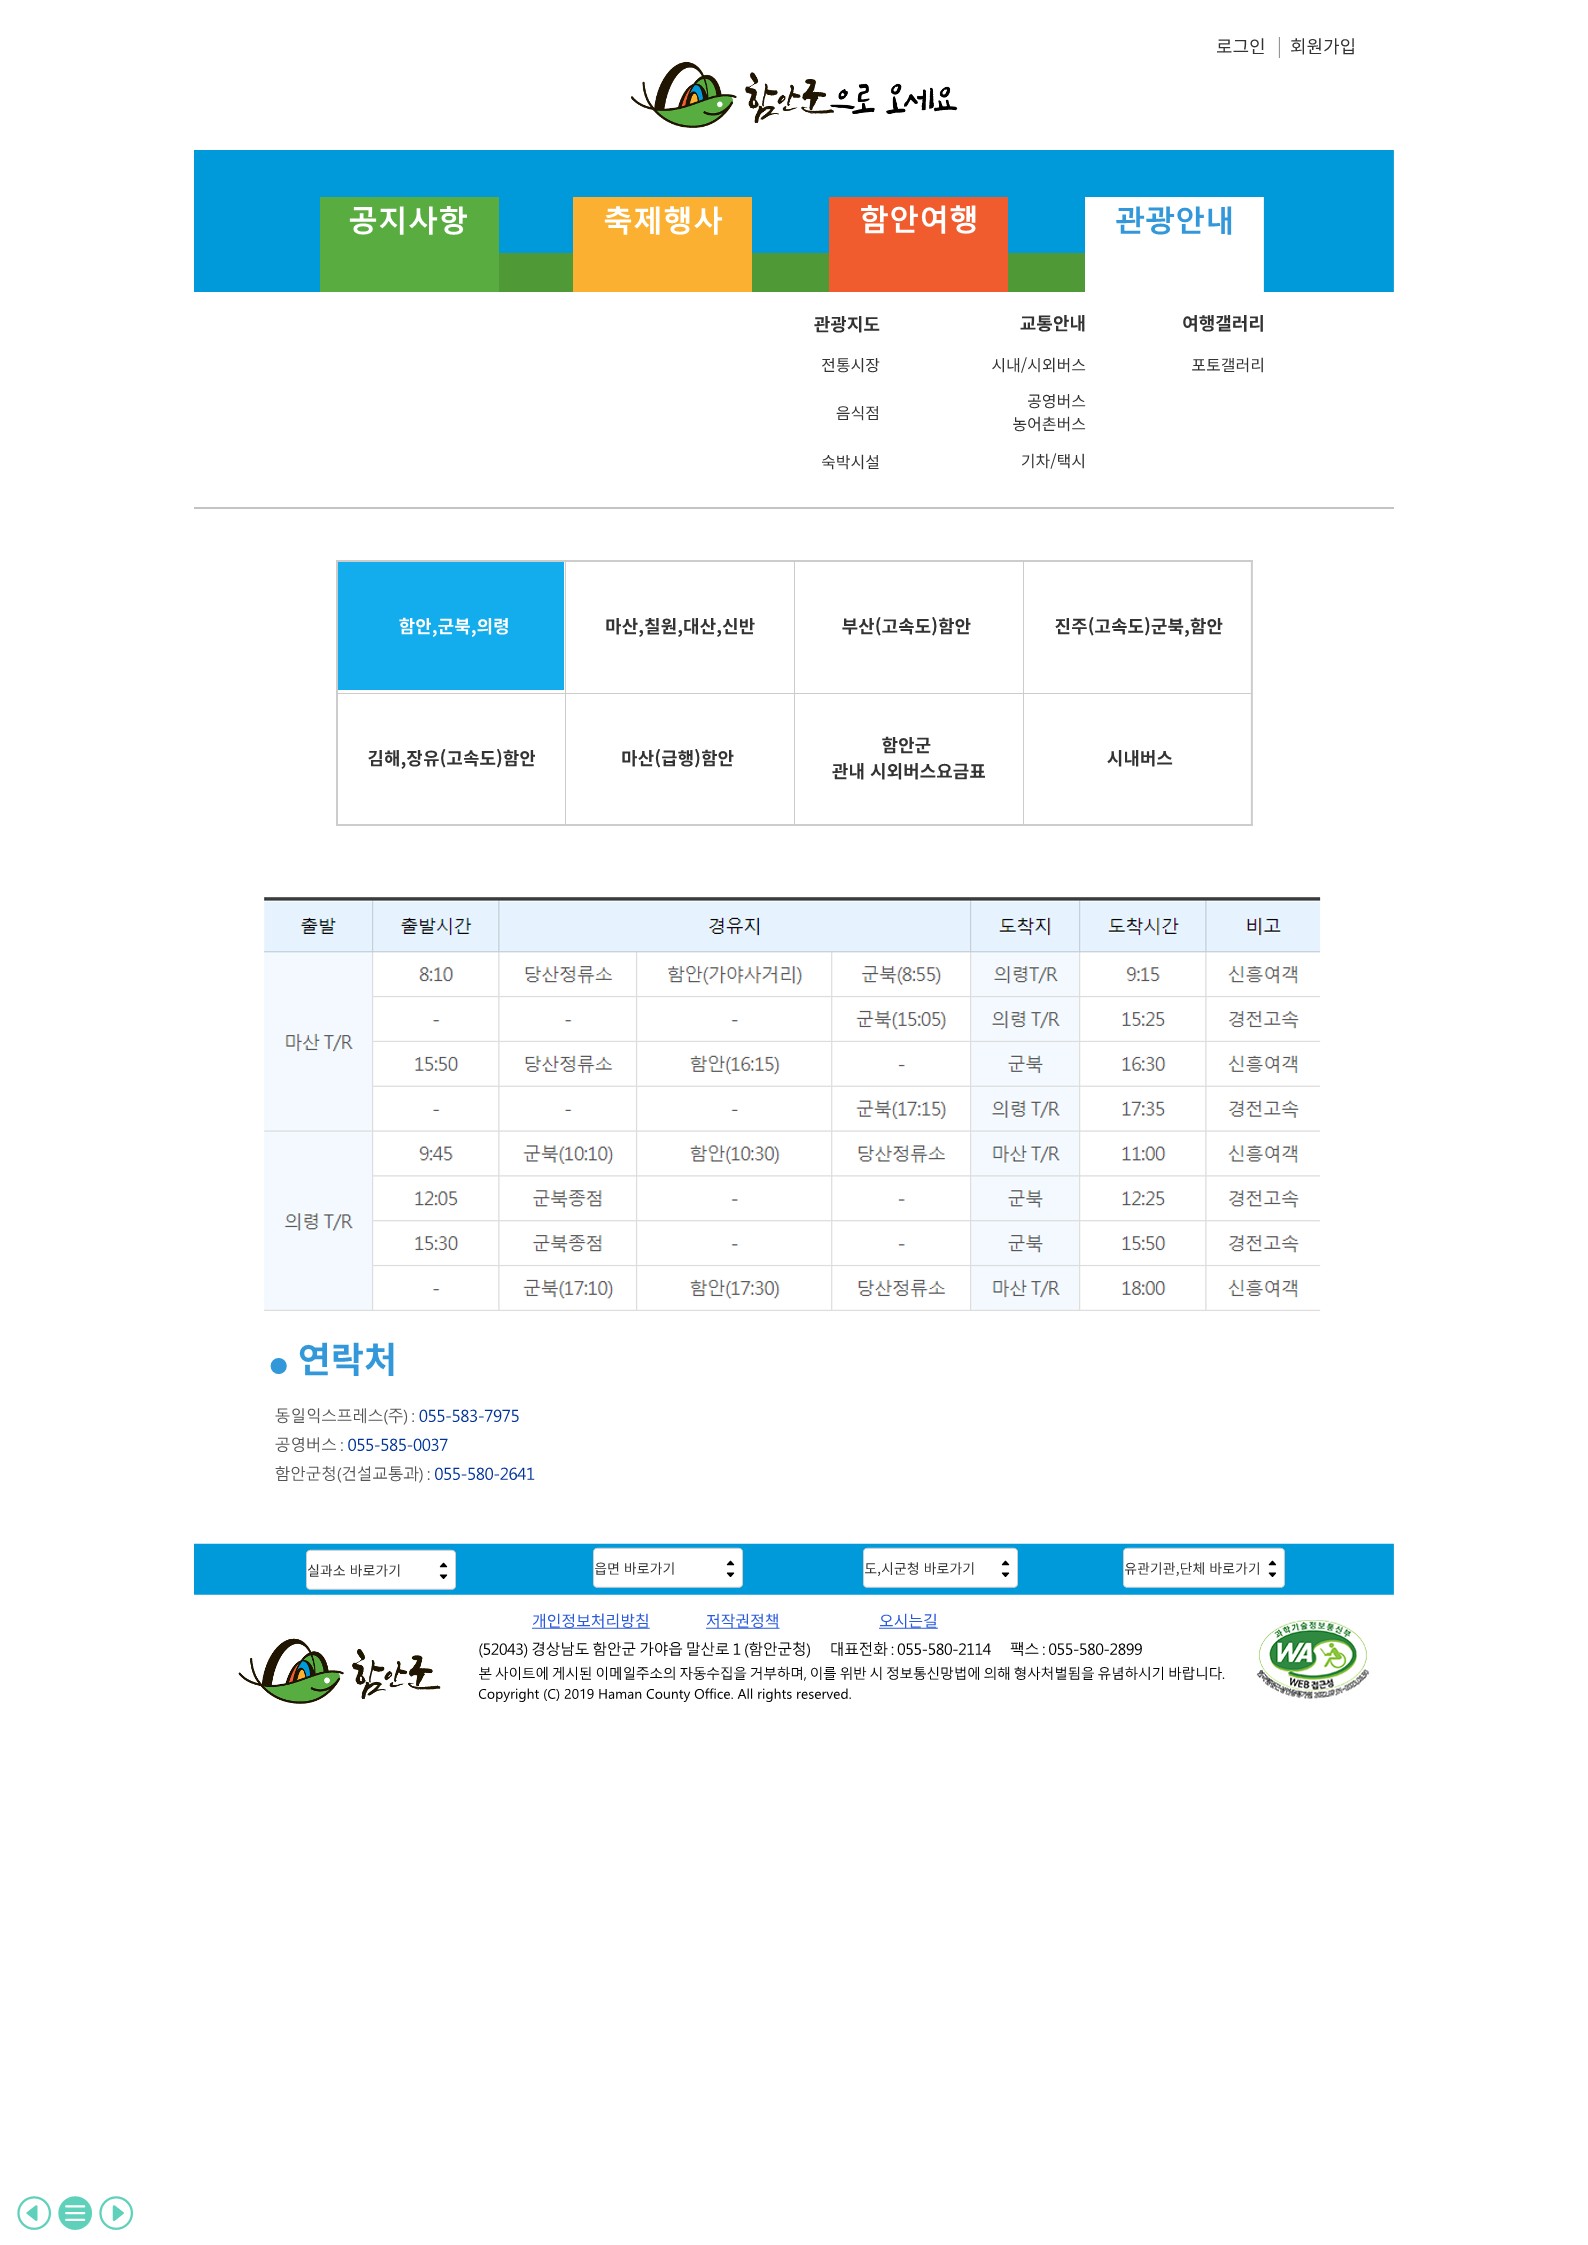 로그인 회원가입
함안군으로 오세요
공지사항 축제행사 함안여행 관광안내
관광지도 교통안내 여행갤러리
전통시장 시내/시외버스 포토갤러리
음식점 공영버스
농어촌버스
숙박시설 기차/택시
함안,군북,의령 마산,칠원,대산,신반 부산(고속도)함안 진주(고속도)군북,함안
김해,장유(고속도)함안 마산(급행)함안 함안군
관내 시외버스요금표 시내버스
출발 출발시간 경유지 도착지 도착시간 비고
마산 T/R 8:10 당산정류소 함안(가야사거리) 군북(8:55) 의령T/R 9:15 신흥여객
- - - 군북(15:05) 의령 T/R 15:25 경전고속
15:50 당산정류소 함안(16:15) - 군북 16:30 신흥여객
- - - 군북(17:15) 의령 T/R 17:35 경전고속
의령 T/R 9:45 군북(10:10) 함안(10:30) 당산정류소 마산 T/R 11:00 신흥여객
12:05 군북종점 - - 군북 12:25 경전고속
15:30 군북종점 - - 군북 15:50 경전고속
- 군북(17:10) 함안(17:30) 당산정류소 마산 T/R 18:00 신흥여객
● 연락처
동일익스프레스(주) : 055-583-7975
공영버스 : 055-585-0037
함안군청(건설교통과) : 055-580-2641
실과소 바로가기 읍면 바로가기 도,시군청 바로가기 유관기관,단체 바로가기
개인정보처리방침 저작권정책 오시는길
함안군
(52043) 경상남도 함안군 가야읍 말산로 1 (함안군청) 대표전화 : 055-580-2114 팩스 : 055-580-2899
본 사이트에 게시된 이메일주소의 자동수집을 거부하며, 이를 위반 시 정보통신망법에 의해 형사처벌됨을 유념하시기 바랍니다.
Copyright (C) 2019 Haman County Office. All rights reserved.
과학기술정보통신부
WA
WEB 접근성